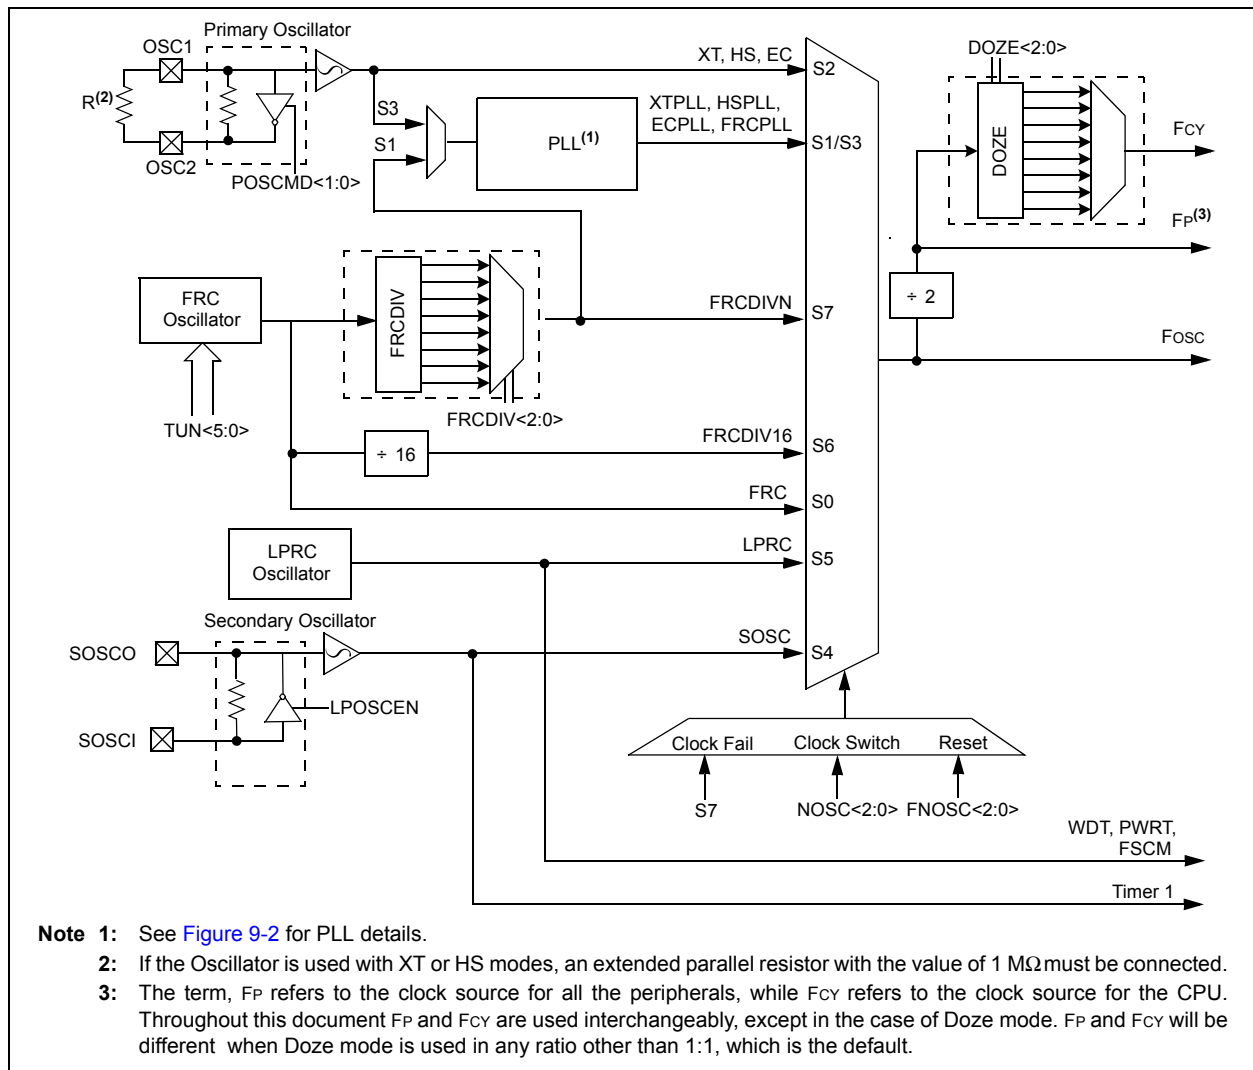 Primary Oscillator
OSC1
R(2)
OSC2
POSCMD<1:0>
S3
S1
PLL(1)
XT, HS, EC
XTPLL, HSPLL,
ECPLL, FRCPLL
S2
S1/S3
DOZE<2:0>
DOZE
FCY
FP(3)
÷ 2
FOSC
FRC
Oscillator
TUN<5:0>
FRCDIV
FRCDIV<2:0>
FRCDIVN
S7
÷ 16
FRCDIV16
S6
FRC
S0
LPRC
Oscillator
LPRC
S5
Secondary Oscillator
SOSCO
SOSCI
LPOSCEN
SOSC
S4
Clock Fail
Clock Switch
Reset
S7
NOSC<2:0>
FNOSC<2:0>
WDT, PWRT,
FSCM
Timer 1
Note 1: See Figure 9-2 for PLL details.
2: If the Oscillator is used with XT or HS modes, an extended parallel resistor with the value of 1 MΩ must be connected.
3: The term, FP refers to the clock source for all the peripherals, while FCY refers to the clock source for the CPU.
Throughout this document FP and FCY are used interchangeably, except in the case of Doze mode. FP and FCY will be
different when Doze mode is used in any ratio other than 1:1, which is the default.